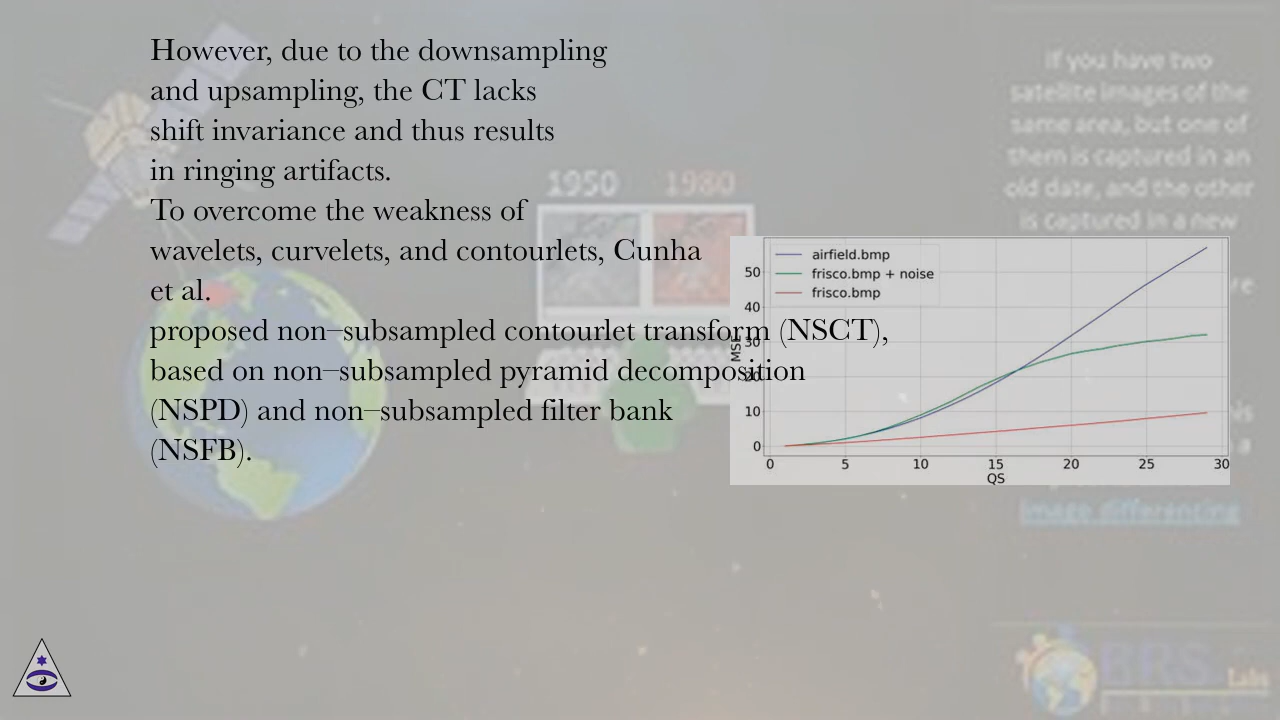 However, due to the downsampling
and upsampling, the CT lacks
shift invariance and thus results
in ringing artifacts.
To overcome the weakness of
wavelets, curvelets, and contourlets, Cunha
et al.
proposed non–subsampled contourlet transform (NSCT),
based on non–subsampled pyramid decomposition
(NSPD) and non–subsampled filter bank
(NSFB).
1950 1980
If you have two
satellite images of the
same area, but one of
them is captured in an
old date, and the other
is captured in a new
image differencing
BRS
Labs
airfield.bmp
frisco.bmp + noise
frisco.bmp
MSE
50
40
30
20
10
0
0 5 10 15 20 25 30
QS